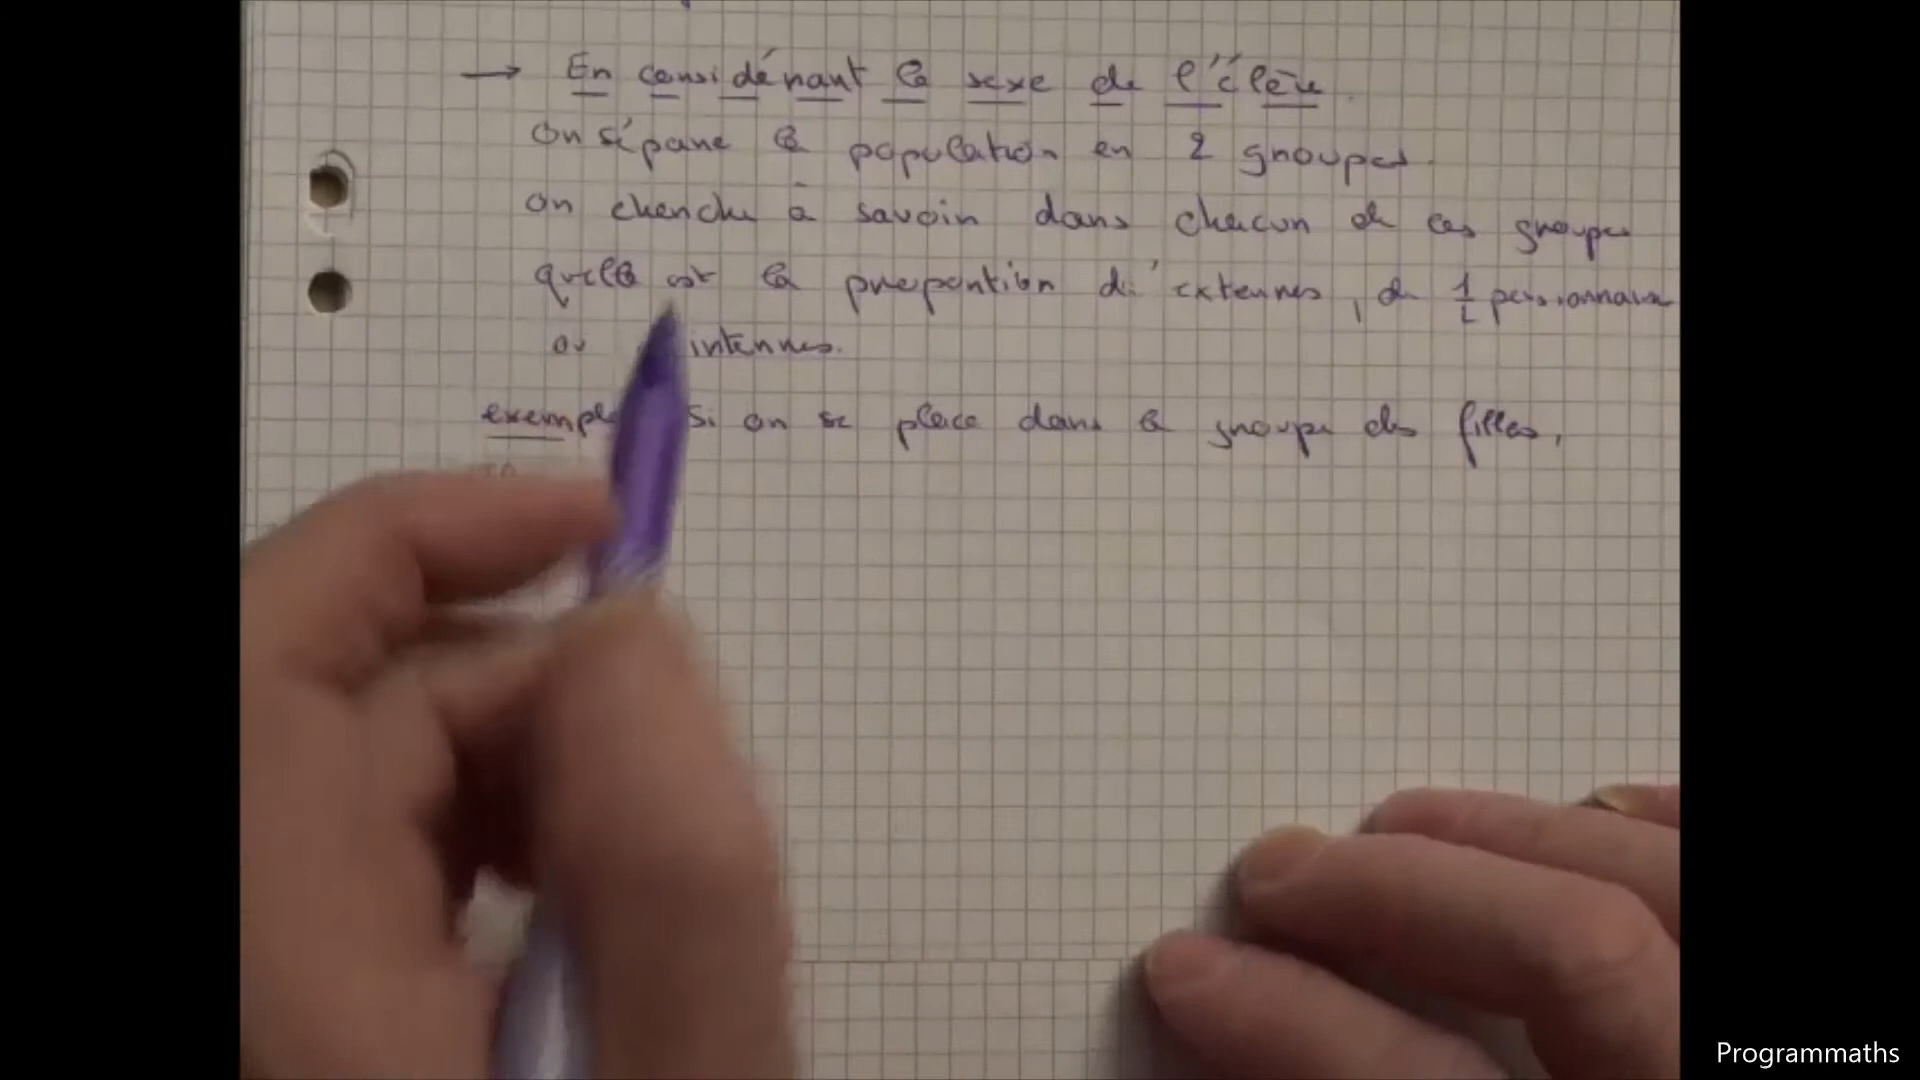 → En considérant le sexe de l'élève.
On sépare la population en 2 groupes.
on cherche à savoir dans chacun de ces groupes
quelle est la proportion d'externes, de 1/2 pensionnaires
ou internes.
exemple si on se place dans le groupe des filles,
Programmaths